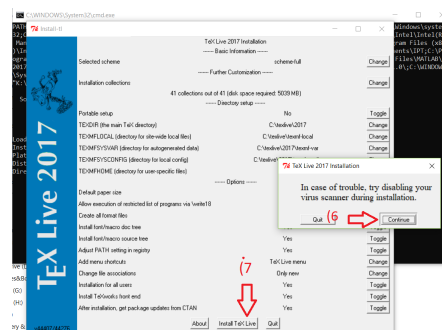 C:\WINDOWS\System32\cmd.exe
Install-tl
TeX Live 2017 Installation
------ Basic Information ------
Selected scheme scheme-full Change
------ Further Customization ------
Installation collections Change
41 collections out of 41 (disk space required: 5039 MB)
------ Directory setup ------
Portable setup No Toggle
TEXDIR (the main TeX directory) C:\texlive\2017 Change
TEXMFLOCAL (directory for site-wide local files) C:\texlive\texmf-local Change
TEXMFSYSVAR (directory for autogenerated data) C:\texlive\2017\texmf-var Change
TEXMFSYSCONFIG (directory for local config)
TEXMFHOME (directory for user-specific files)
------ Options ------
Default paper size
Allow execution of restricted list of programs via \write18
Create all format files
Install font/macro doc tree
Install font/macro source tree Yes Toggle
Adjust PATH setting in registry Yes Toggle
Add menu shortcuts TeX Live menu Change
Change file associations Only new Change
Installation for all users Yes Toggle
Install TeXworks front end Yes Toggle
After installation, get package updates from CTAN Yes Toggle
About Install TeX Live Quit
TeX Live 2017
TeX Live 2017 Installation
In case of trouble, try disabling your
virus scanner during installation.
Quit (6 Continue
(7